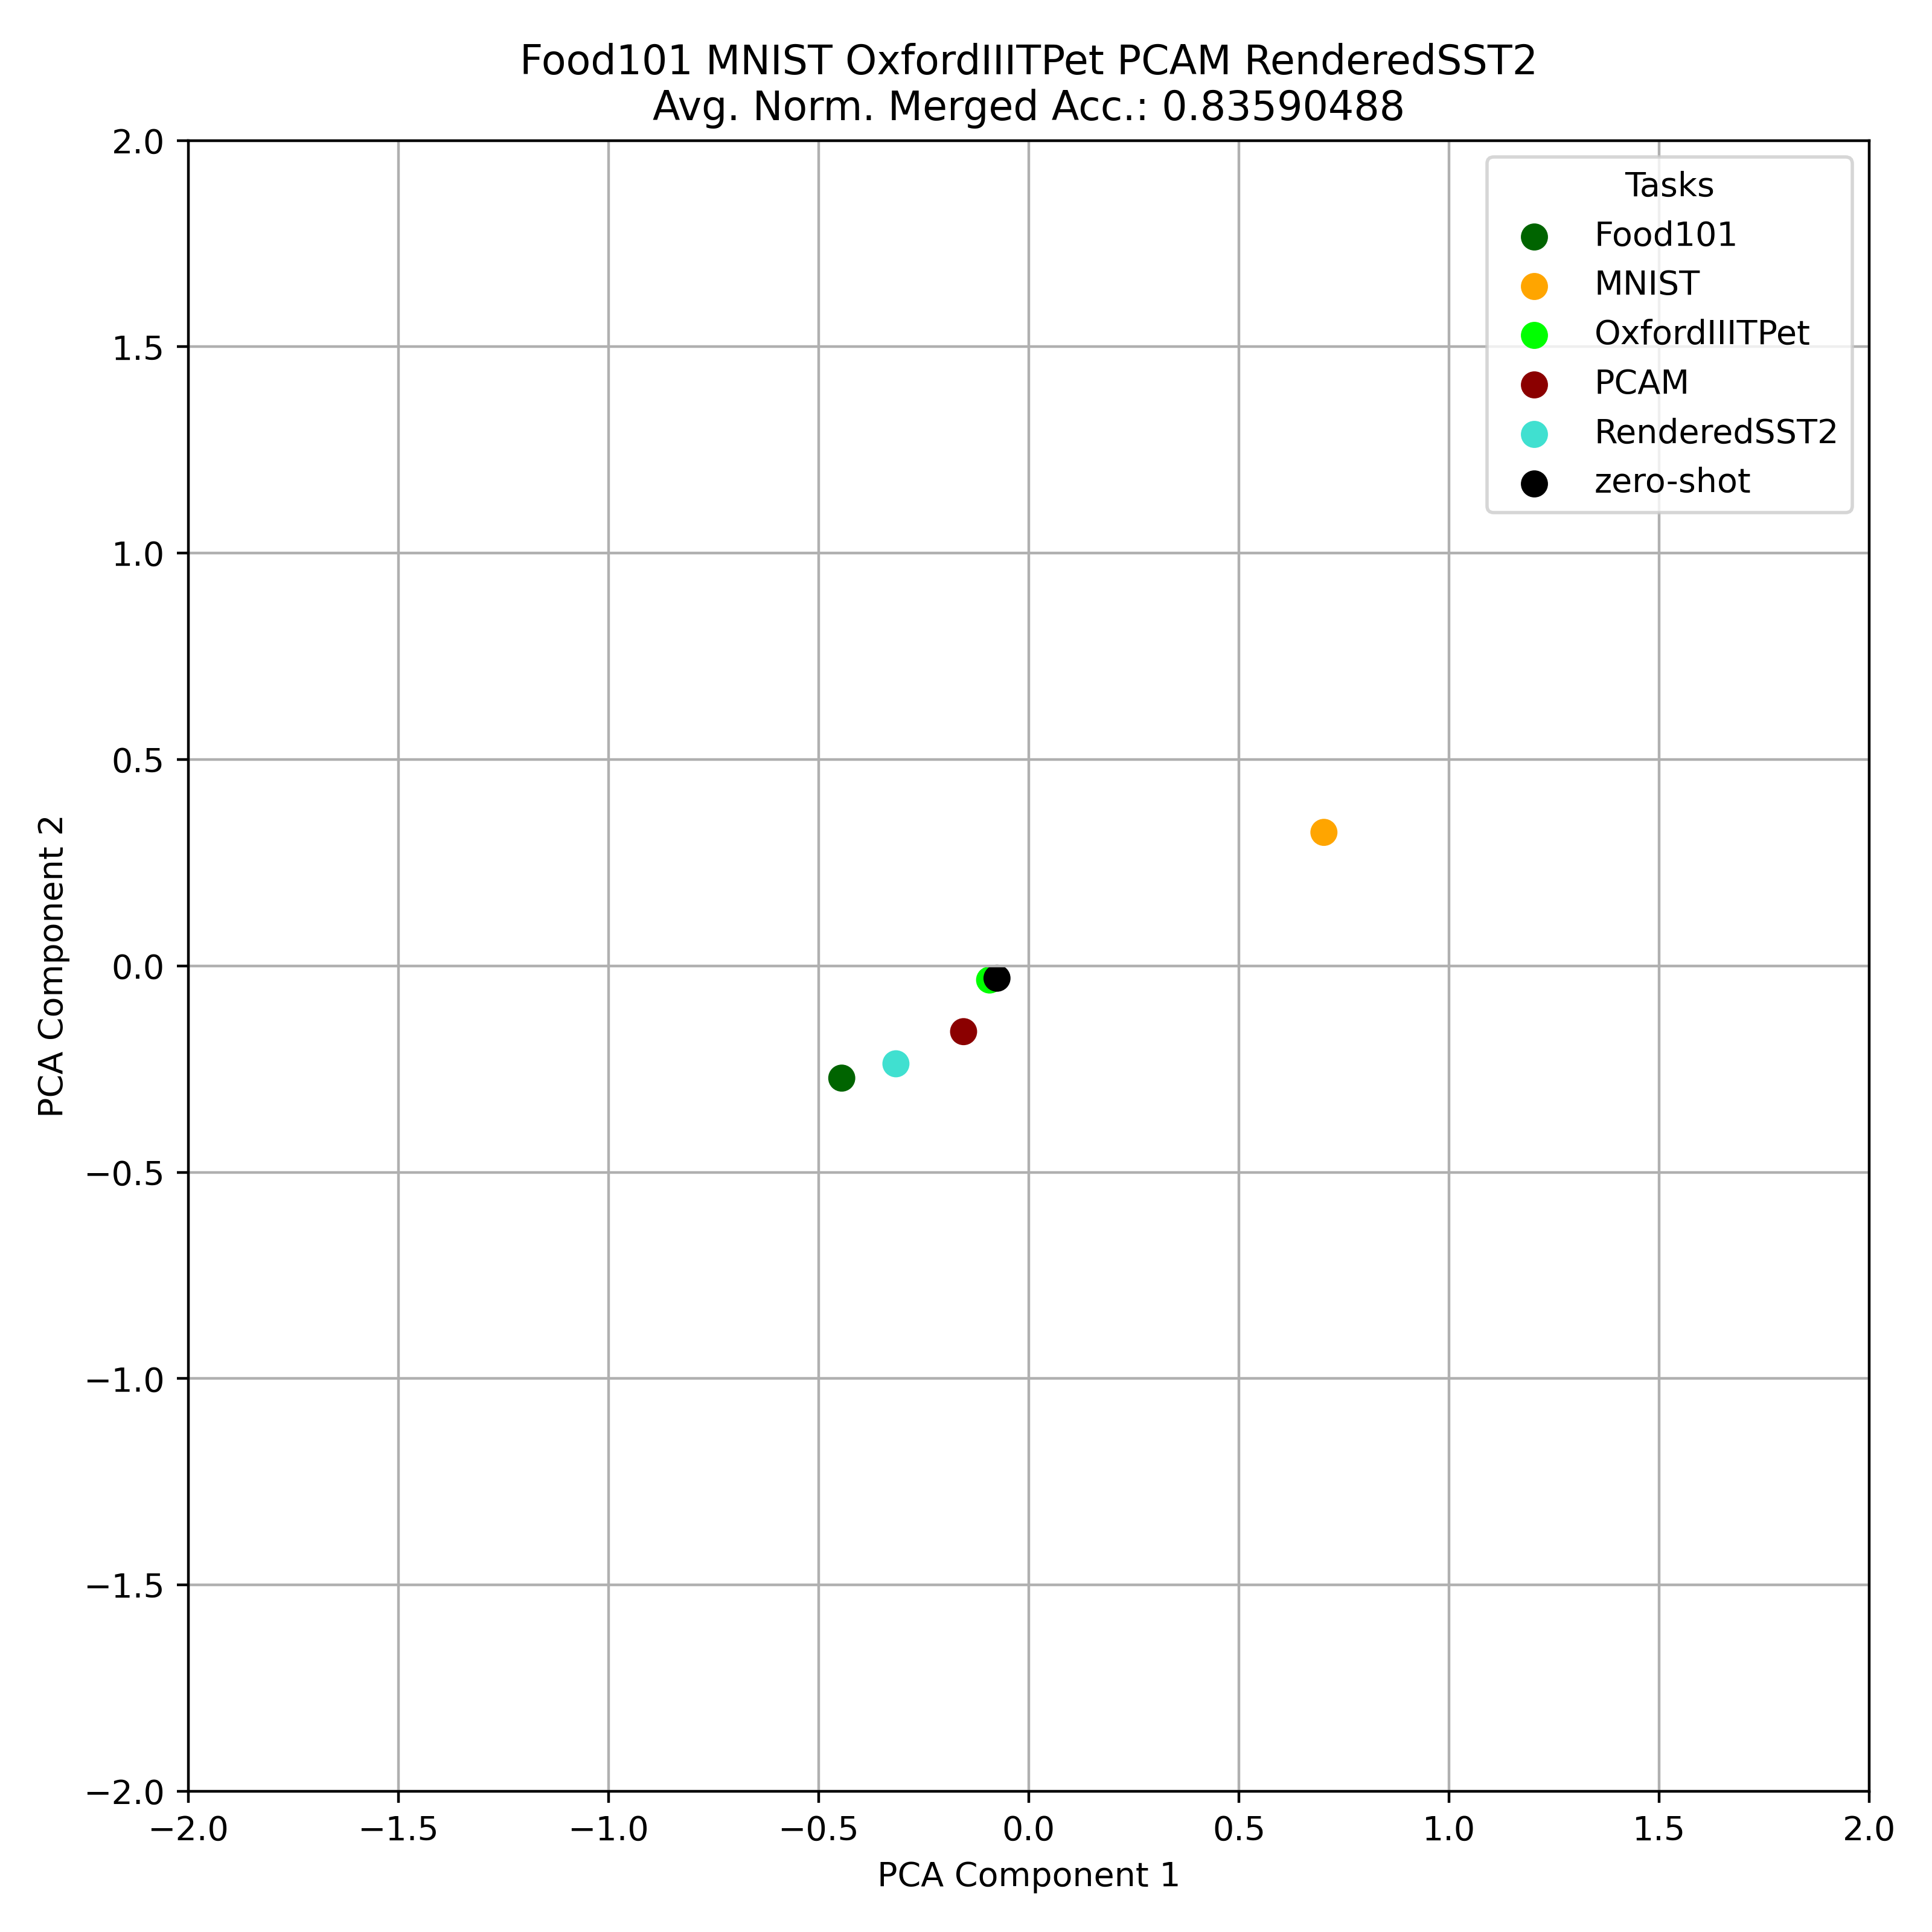 Food101 MNIST OxfordIIITPet PCAM RenderedSST2
Avg. Norm. Merged Acc.: 0.83590488
Tasks
Food101
MNIST
OxfordIIITPet
PCAM
RenderedSST2
zero-shot
2.0
1.5
1.0
0.5
0.0
−0.5
−1.0
−1.5
−2.0
PCA Component 2
−2.0 −1.5 −1.0 −0.5 0.0 0.5 1.0 1.5 2.0
PCA Component 1